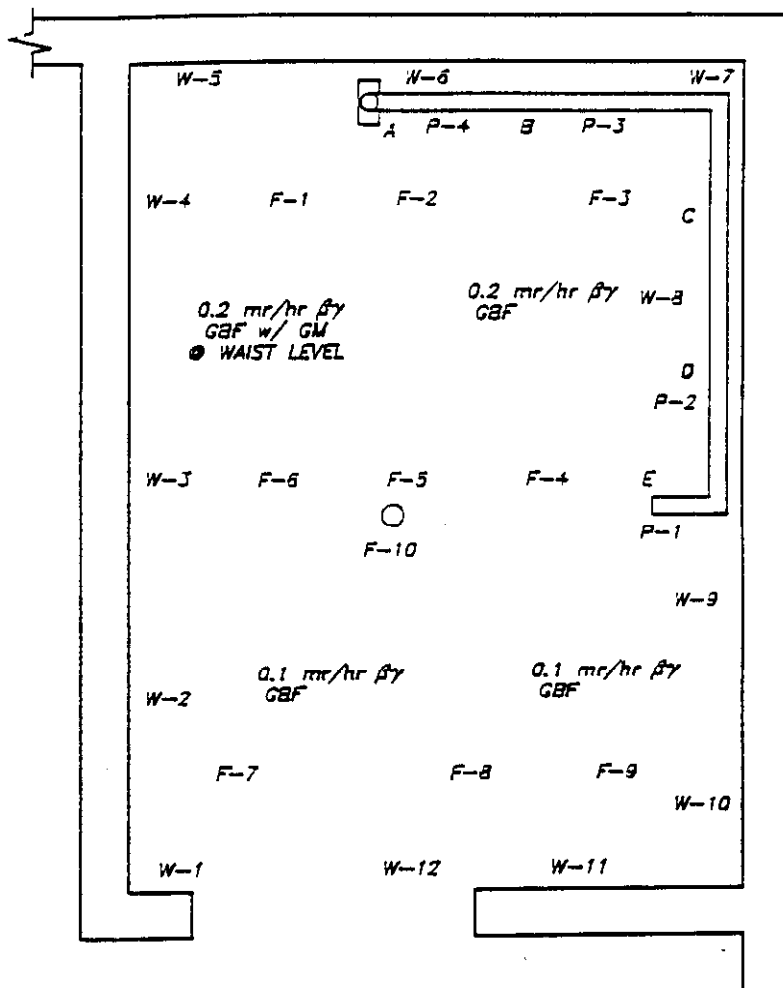 W-5 W-6 W-7
A P-4 B P-3
W-4 F-1 F-2 F-3
C
0.2 mr/hr βγ
GBF w/ GM
@ WAIST LEVEL
0.2 mr/hr βγ
GBF
W-8
D
P-2
W-3 F-6 F-5 F-4 E
P-1
F-10
W-9
0.1 mr/hr βγ
GBF
0.1 mr/hr βγ
GBF
W-2
F-7 F-8 F-9
W-10
W-1 W-12 W-11